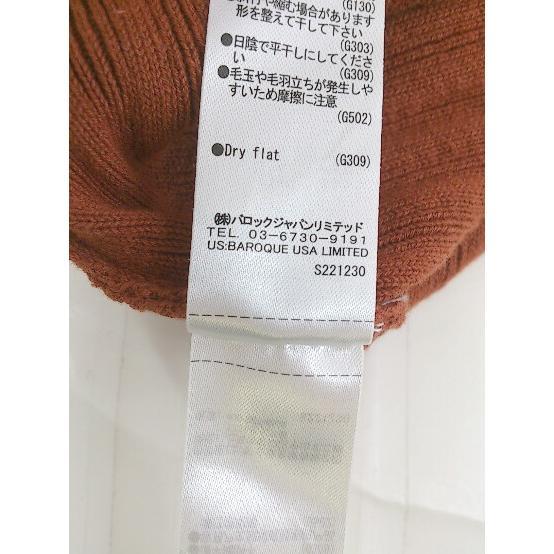 形を整えて干して下さい
(G303)
●日陰で平干しにしてくださ
い
(G309)
●毛玉や毛羽立ちが発生しや
すいため摩擦に注意
(G502)
●Dry flat (G309)
㈱バロックジャパンリミテッド
TEL. 03-6730-9191
US:BAROQUE USA LIMITED
S221230